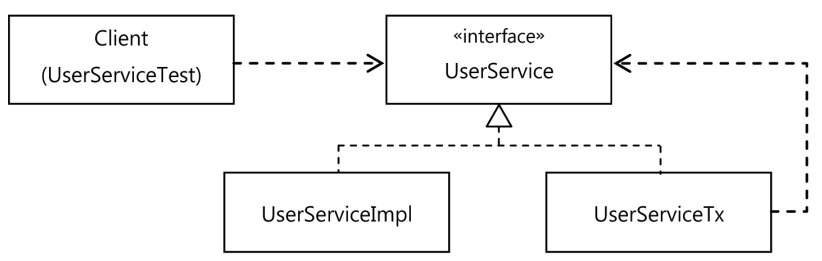 Client
(UserServiceTest)
«interface»
UserService
UserServiceImpl
UserServiceTx